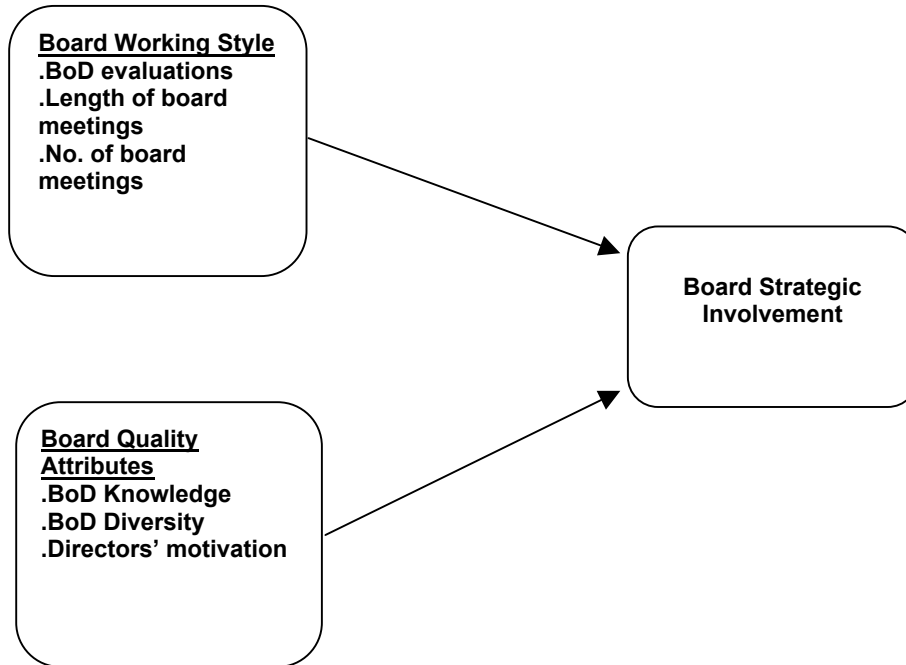 Board Working Style
.BoD evaluations
.Length of board
meetings
.No. of board
meetings
Board Strategic
Involvement
Board Quality
Attributes
.BoD Knowledge
.BoD Diversity
.Directors’ motivation